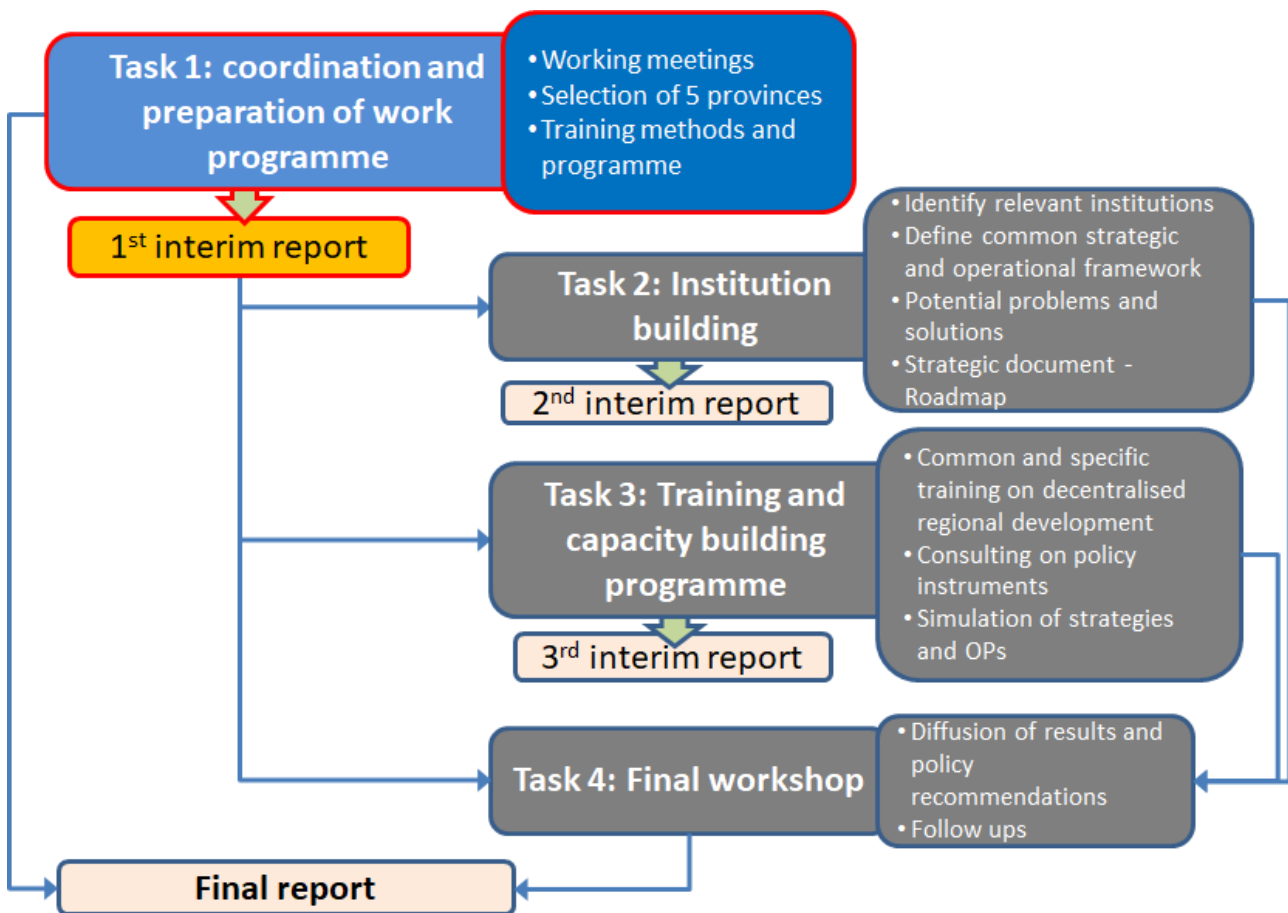 Task 1: coordination and
preparation of work
programme
• Working meetings
• Selection of 5 provinces
• Training methods and
programme
1st interim report
Task 2: Institution
building
• Identify relevant institutions
• Define common strategic
and operational framework
• Potential problems and
solutions
• Strategic document -
Roadmap
2nd interim report
Task 3: Training and
capacity building
programme
• Common and specific
training on decentralised
regional development
• Consulting on policy
instruments
• Simulation of strategies
and OPs
3rd interim report
Task 4: Final workshop
• Diffusion of results and
policy
recommendations
• Follow ups
Final report